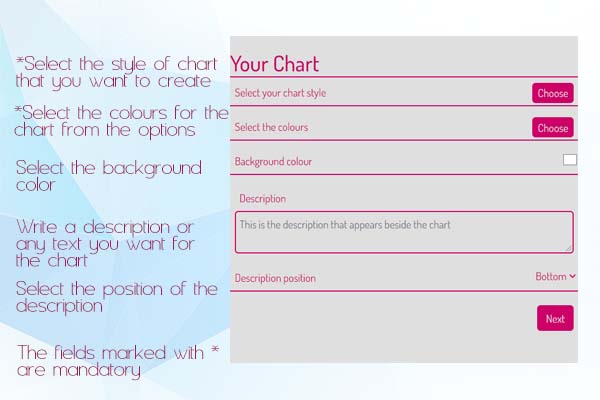 *Select the style of chart
that you want to create
*Select the colours for the
chart from the options
Select the background
color
Write a description or
any text you want for
the chart
Select the position of the
description
The fields marked with *
are mandatory
Your Chart
Select your chart style
Choose
Select the colours
Choose
Background colour
Description
This is the description that appears beside the chart
Description position
Bottom
Next